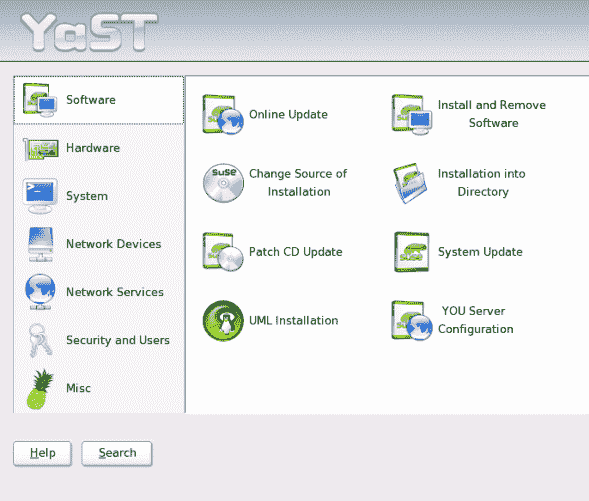 YaST
Software
Hardware
System
Network Devices
Network Services
Security and Users
Misc
Online Update
Install and Remove
Software
suse
Change Source of
Installation
Installation into
Directory
Patch CD Update
System Update
UML Installation
YOU Server
Configuration
Help
Search